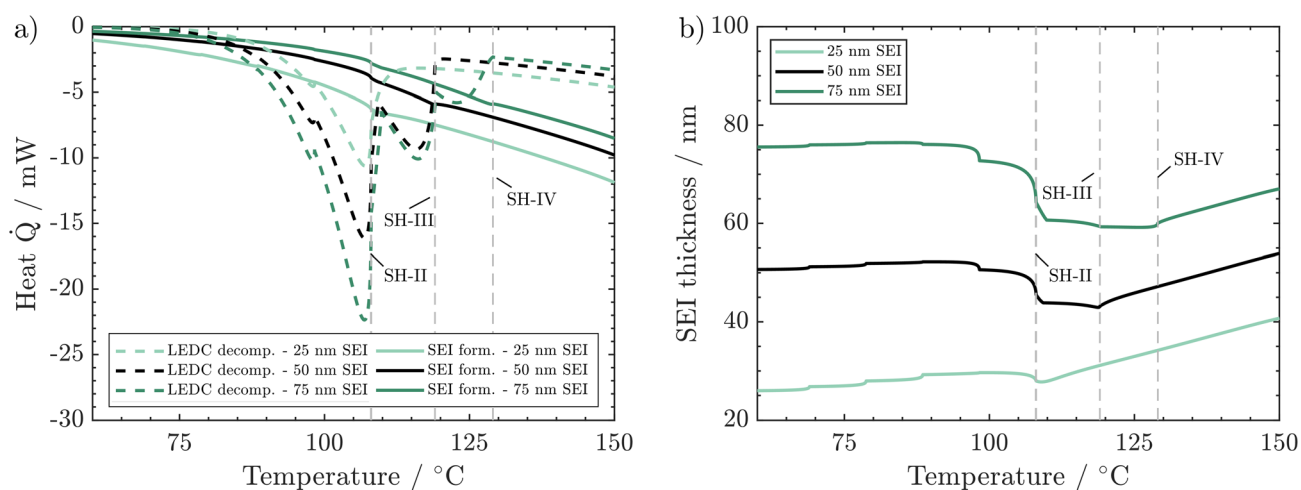 a)
0
-5
-10
-15
-20
-25
-30
Heat Q̇ / mW
75
100
125
150
Temperature / °C
SH-II
SH-III
SH-IV
LEDC decomp. - 25 nm SEI
LEDC decomp. - 50 nm SEI
LEDC decomp. - 75 nm SEI
SEI form. - 25 nm SEI
SEI form. - 50 nm SEI
SEI form. - 75 nm SEI
b)
100
80
60
40
20
SEI thickness / nm
75
100
125
150
Temperature / °C
25 nm SEI
50 nm SEI
75 nm SEI
SH-III
SH-IV
SH-II